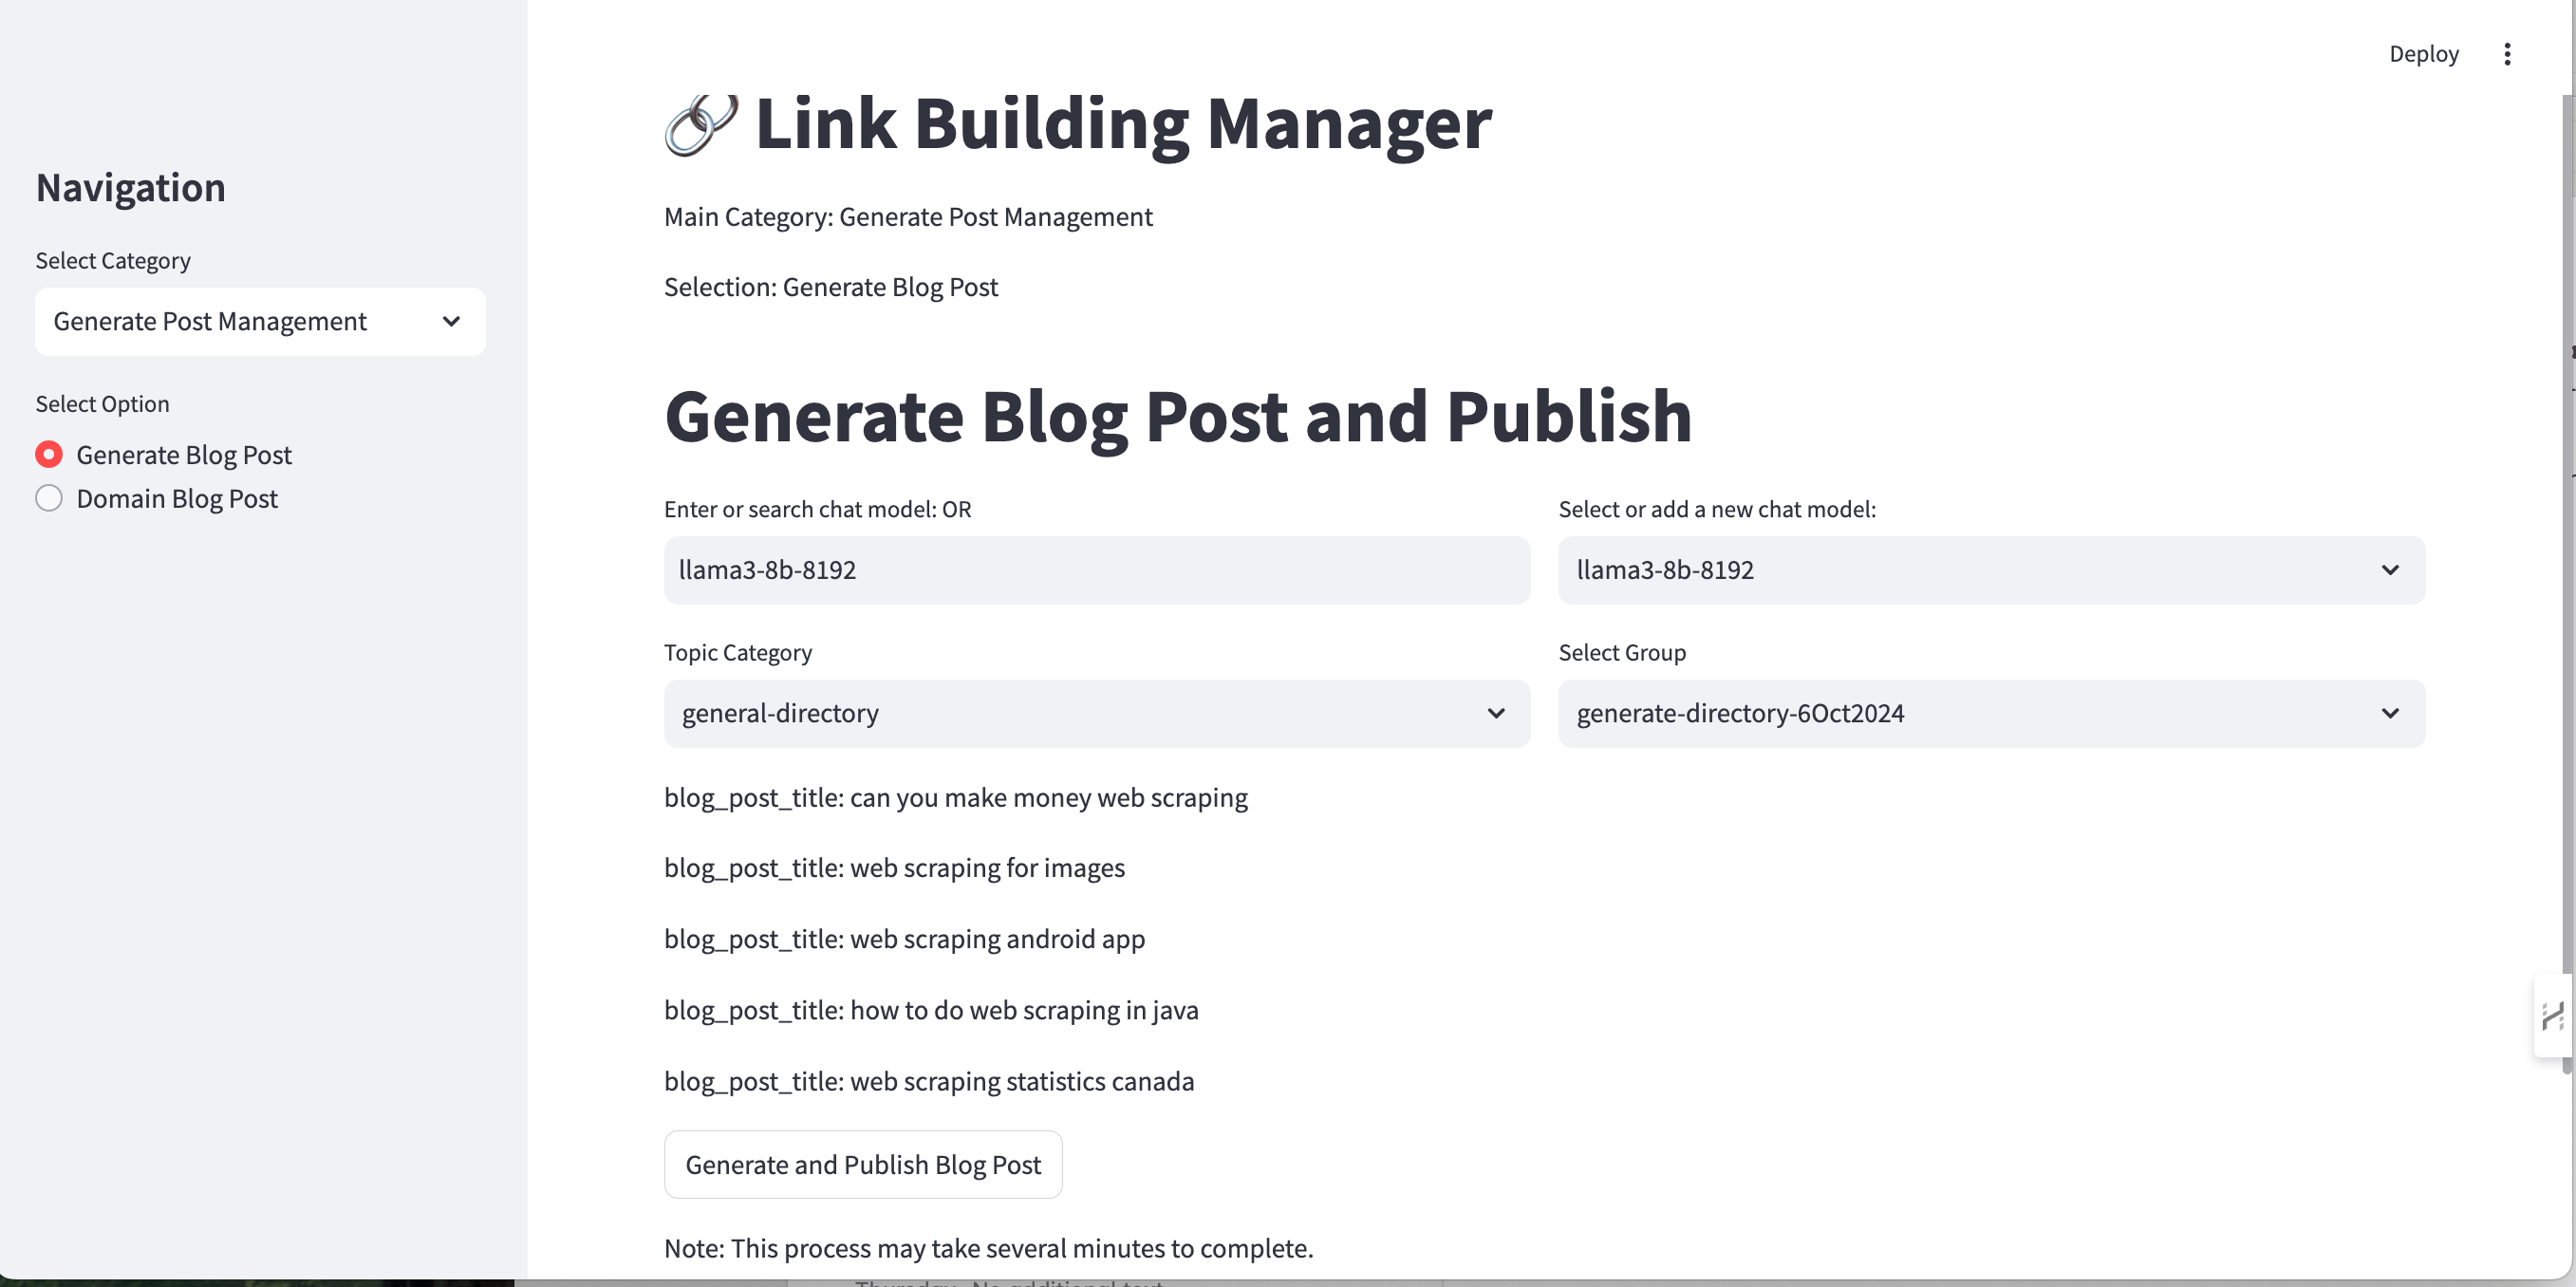 Deploy
Navigation
Select Category
Generate Post Management
Select Option
Generate Blog Post
Domain Blog Post
Link Building Manager
Main Category: Generate Post Management
Selection: Generate Blog Post
Generate Blog Post and Publish
Enter or search chat model: OR
llama3-8b-8192
Select or add a new chat model:
llama3-8b-8192
Topic Category
general-directory
Select Group
generate-directory-6Oct2024
blog_post_title: can you make money web scraping
blog_post_title: web scraping for images
blog_post_title: web scraping android app
blog_post_title: how to do web scraping in java
blog_post_title: web scraping statistics canada
Generate and Publish Blog Post
Note: This process may take several minutes to complete.